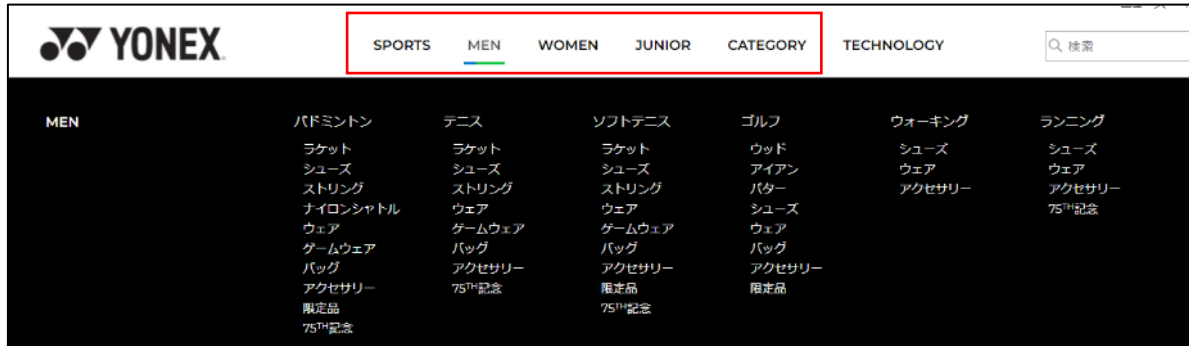 YONEX
SPORTS MEN WOMEN JUNIOR CATEGORY TECHNOLOGY
検索
MEN
バドミントン
ラケット
シューズ
ストリング
ナイロンシャトル
ウェア
ゲームウェア
バッグ
アクセサリー
限定品
75TH記念
テニス
ラケット
シューズ
ストリング
ウェア
ゲームウェア
バッグ
アクセサリー
75TH記念
ソフトテニス
ラケット
シューズ
ストリング
ウェア
ゲームウェア
バッグ
アクセサリー
限定品
75TH記念
ゴルフ
ウッド
アイアン
パター
シューズ
ウェア
バッグ
アクセサリー
限定品
ウォーキング
シューズ
ウェア
アクセサリー
ランニング
シューズ
ウェア
アクセサリー
75TH記念